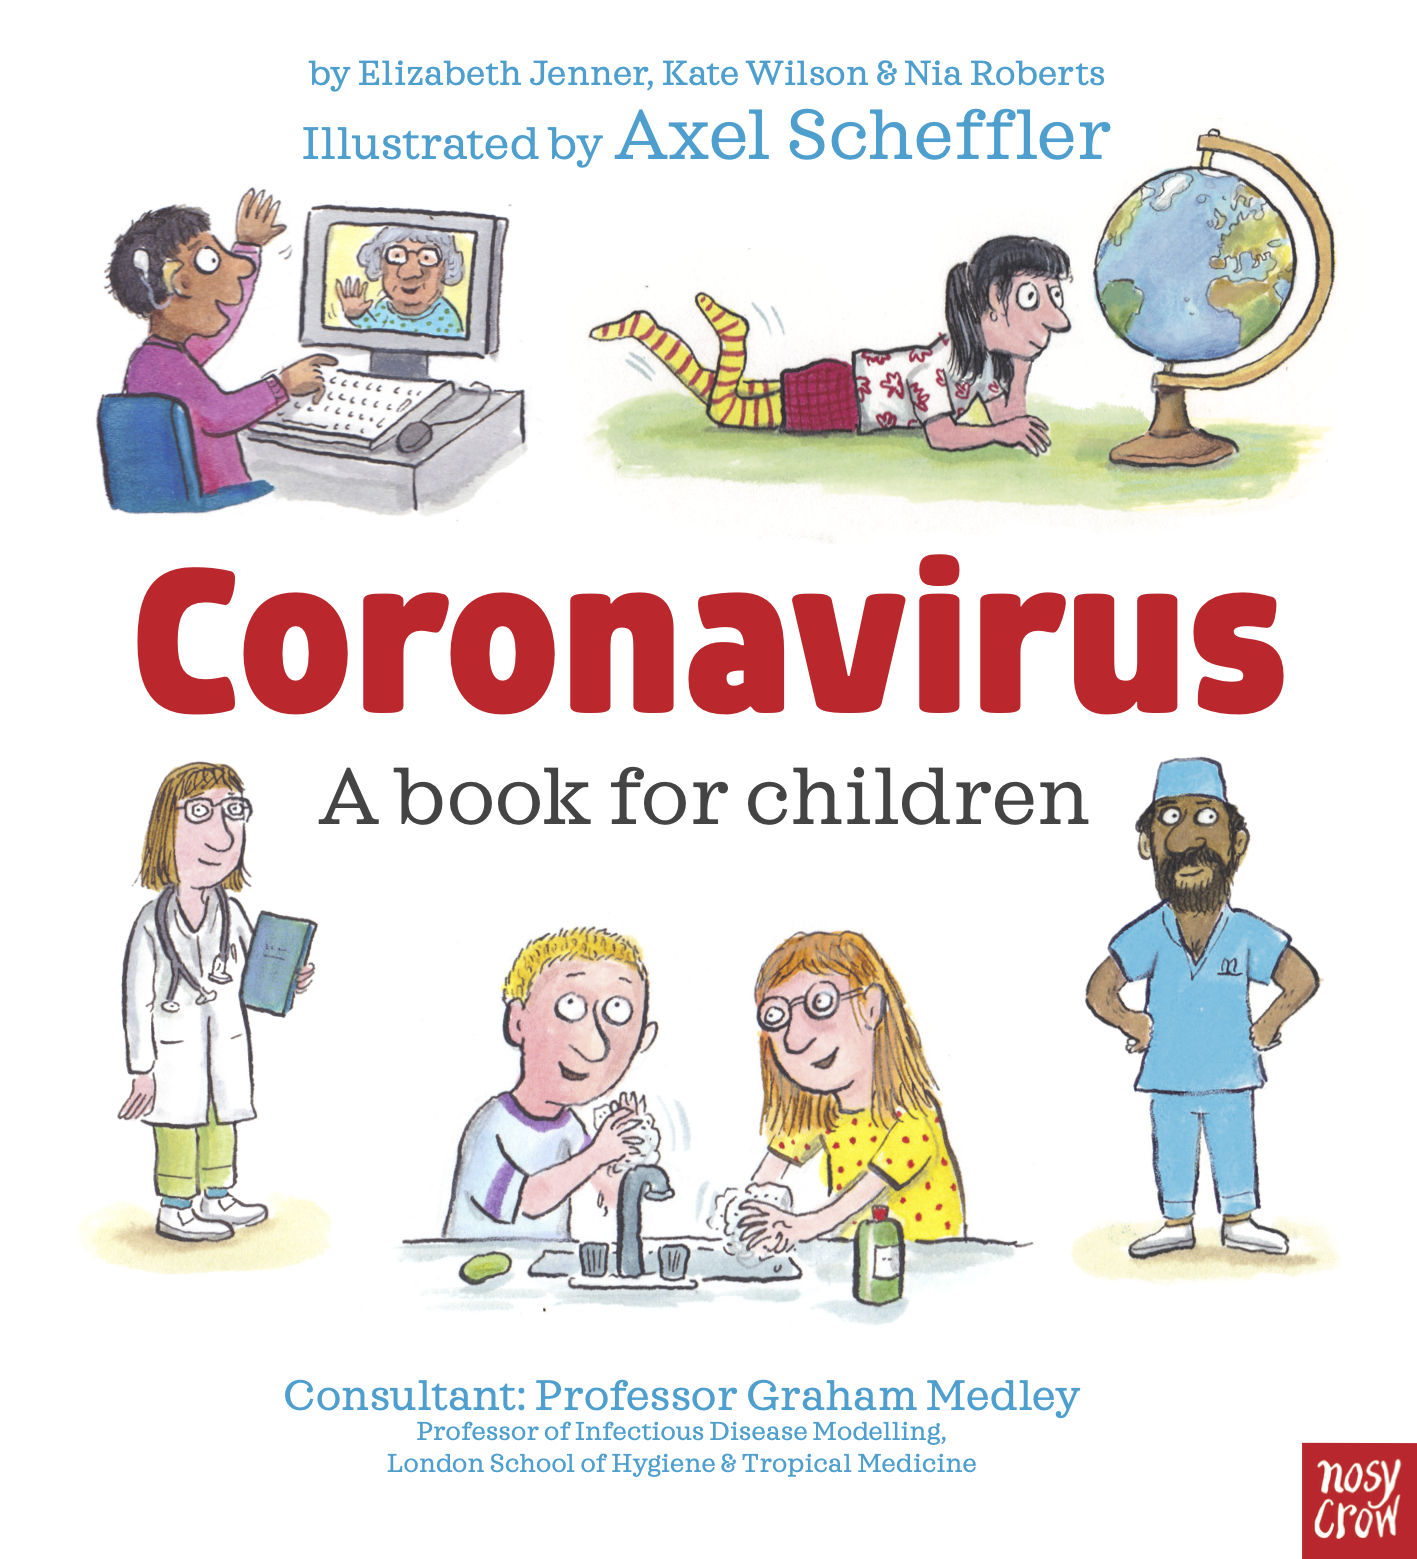 by Elizabeth Jenner, Kate Wilson & Nia Roberts
Illustrated by Axel Scheffler
Coronavirus
A book for children
Consultant: Professor Graham Medley
Professor of Infectious Disease Modelling,
London School of Hygiene & Tropical Medicine
nosy
crow